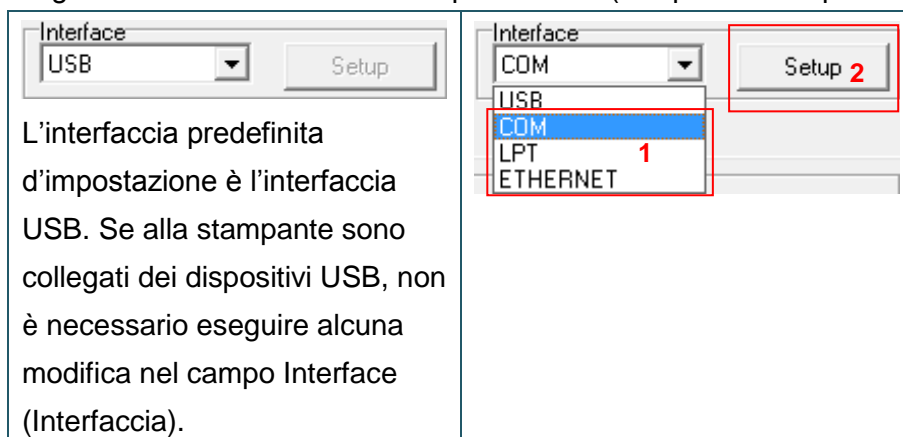 Interface
USB
Setup
L’interfaccia predefinita
d’impostazione è l’interfaccia
USB. Se alla stampante sono
collegati dei dispositivi USB, non
è necessario eseguire alcuna
modifica nel campo Interface
(Interfaccia).
Interface
COM
Setup 2
USB
COM
LPT 1
ETHERNET